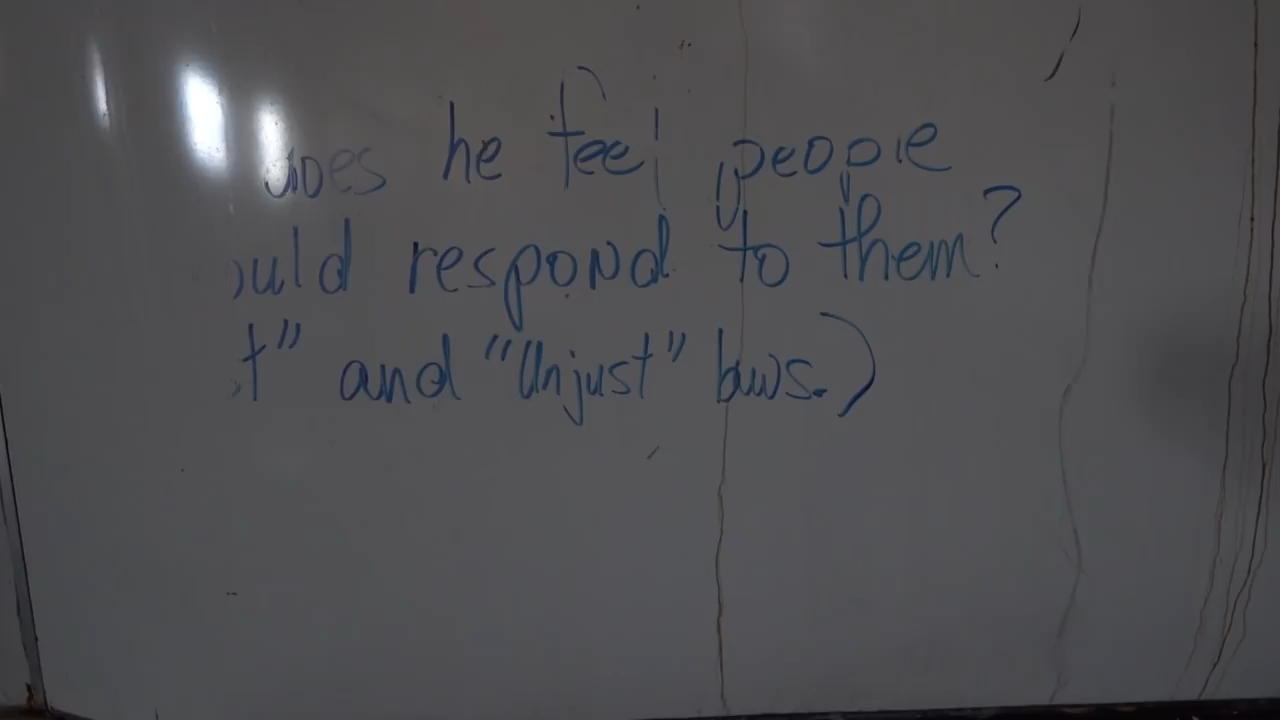 does he feel people
ould respond to them?
t" and "Unjust" laws.)